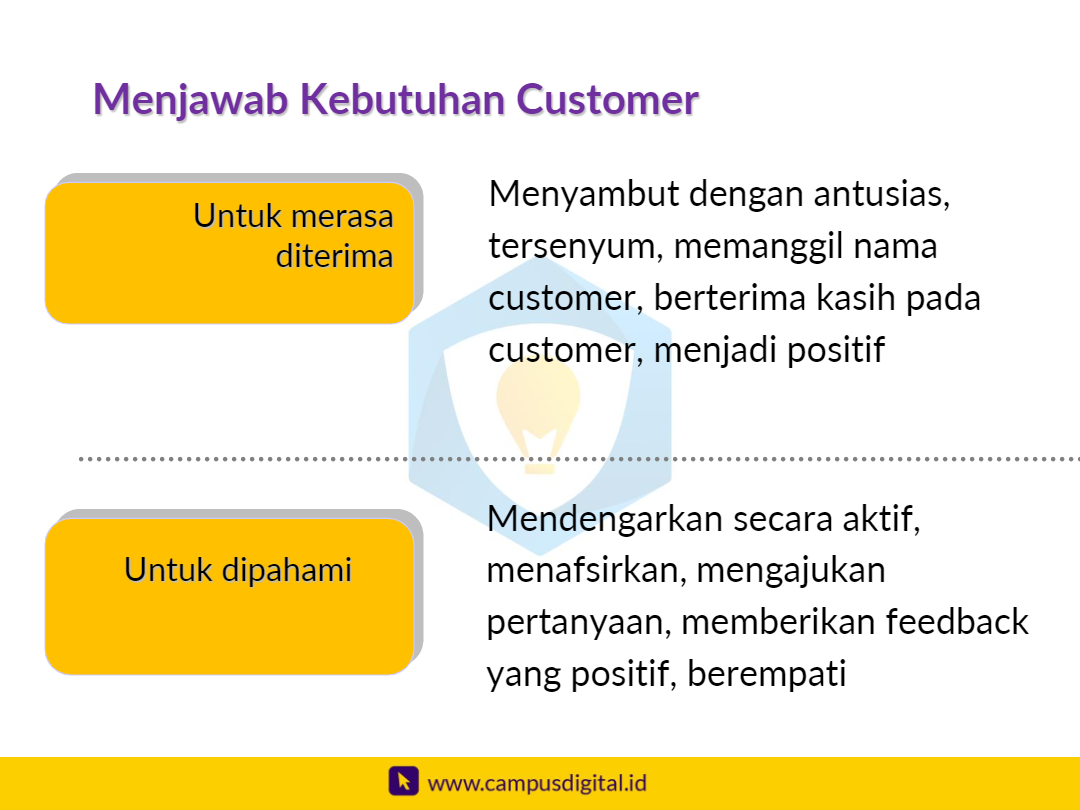 Menjawab Kebutuhan Customer
Untuk merasa
diterima
Menyambut dengan antusias,
tersenyum, memanggil nama
customer, berterima kasih pada
customer, menjadi positif
Untuk dipahami
Mendengarkan secara aktif,
menafsirkan, mengajukan
pertanyaan, memberikan feedback
yang positif, berempati
www.campusdigital.id